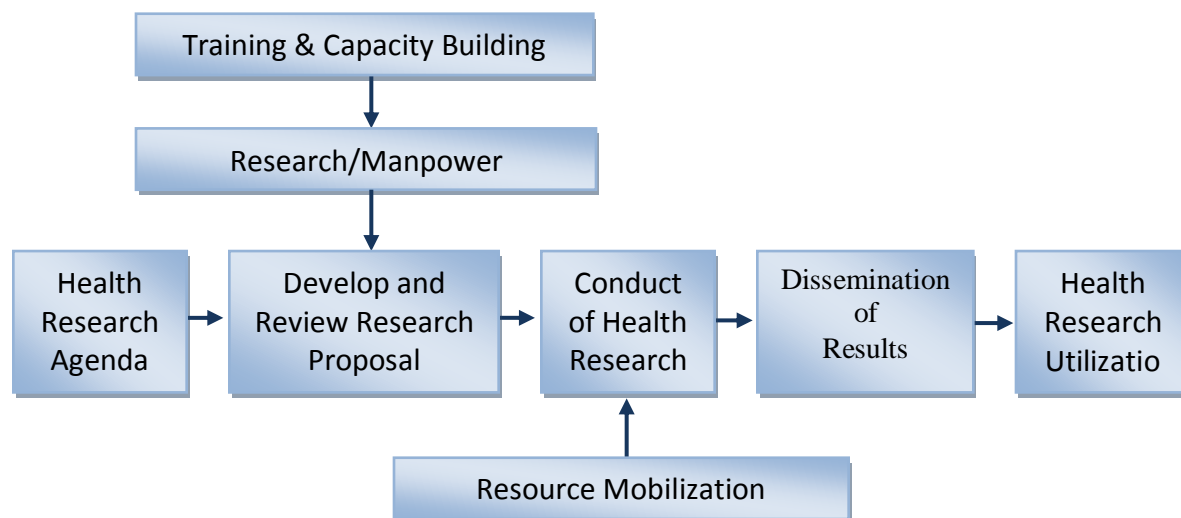 Training & Capacity Building
Research/Manpower
Health
Research
Agenda
Develop and
Review Research
Proposal
Conduct
of Health
Research
Dissemination
of
Results
Health
Research
Utilizatio
Resource Mobilization